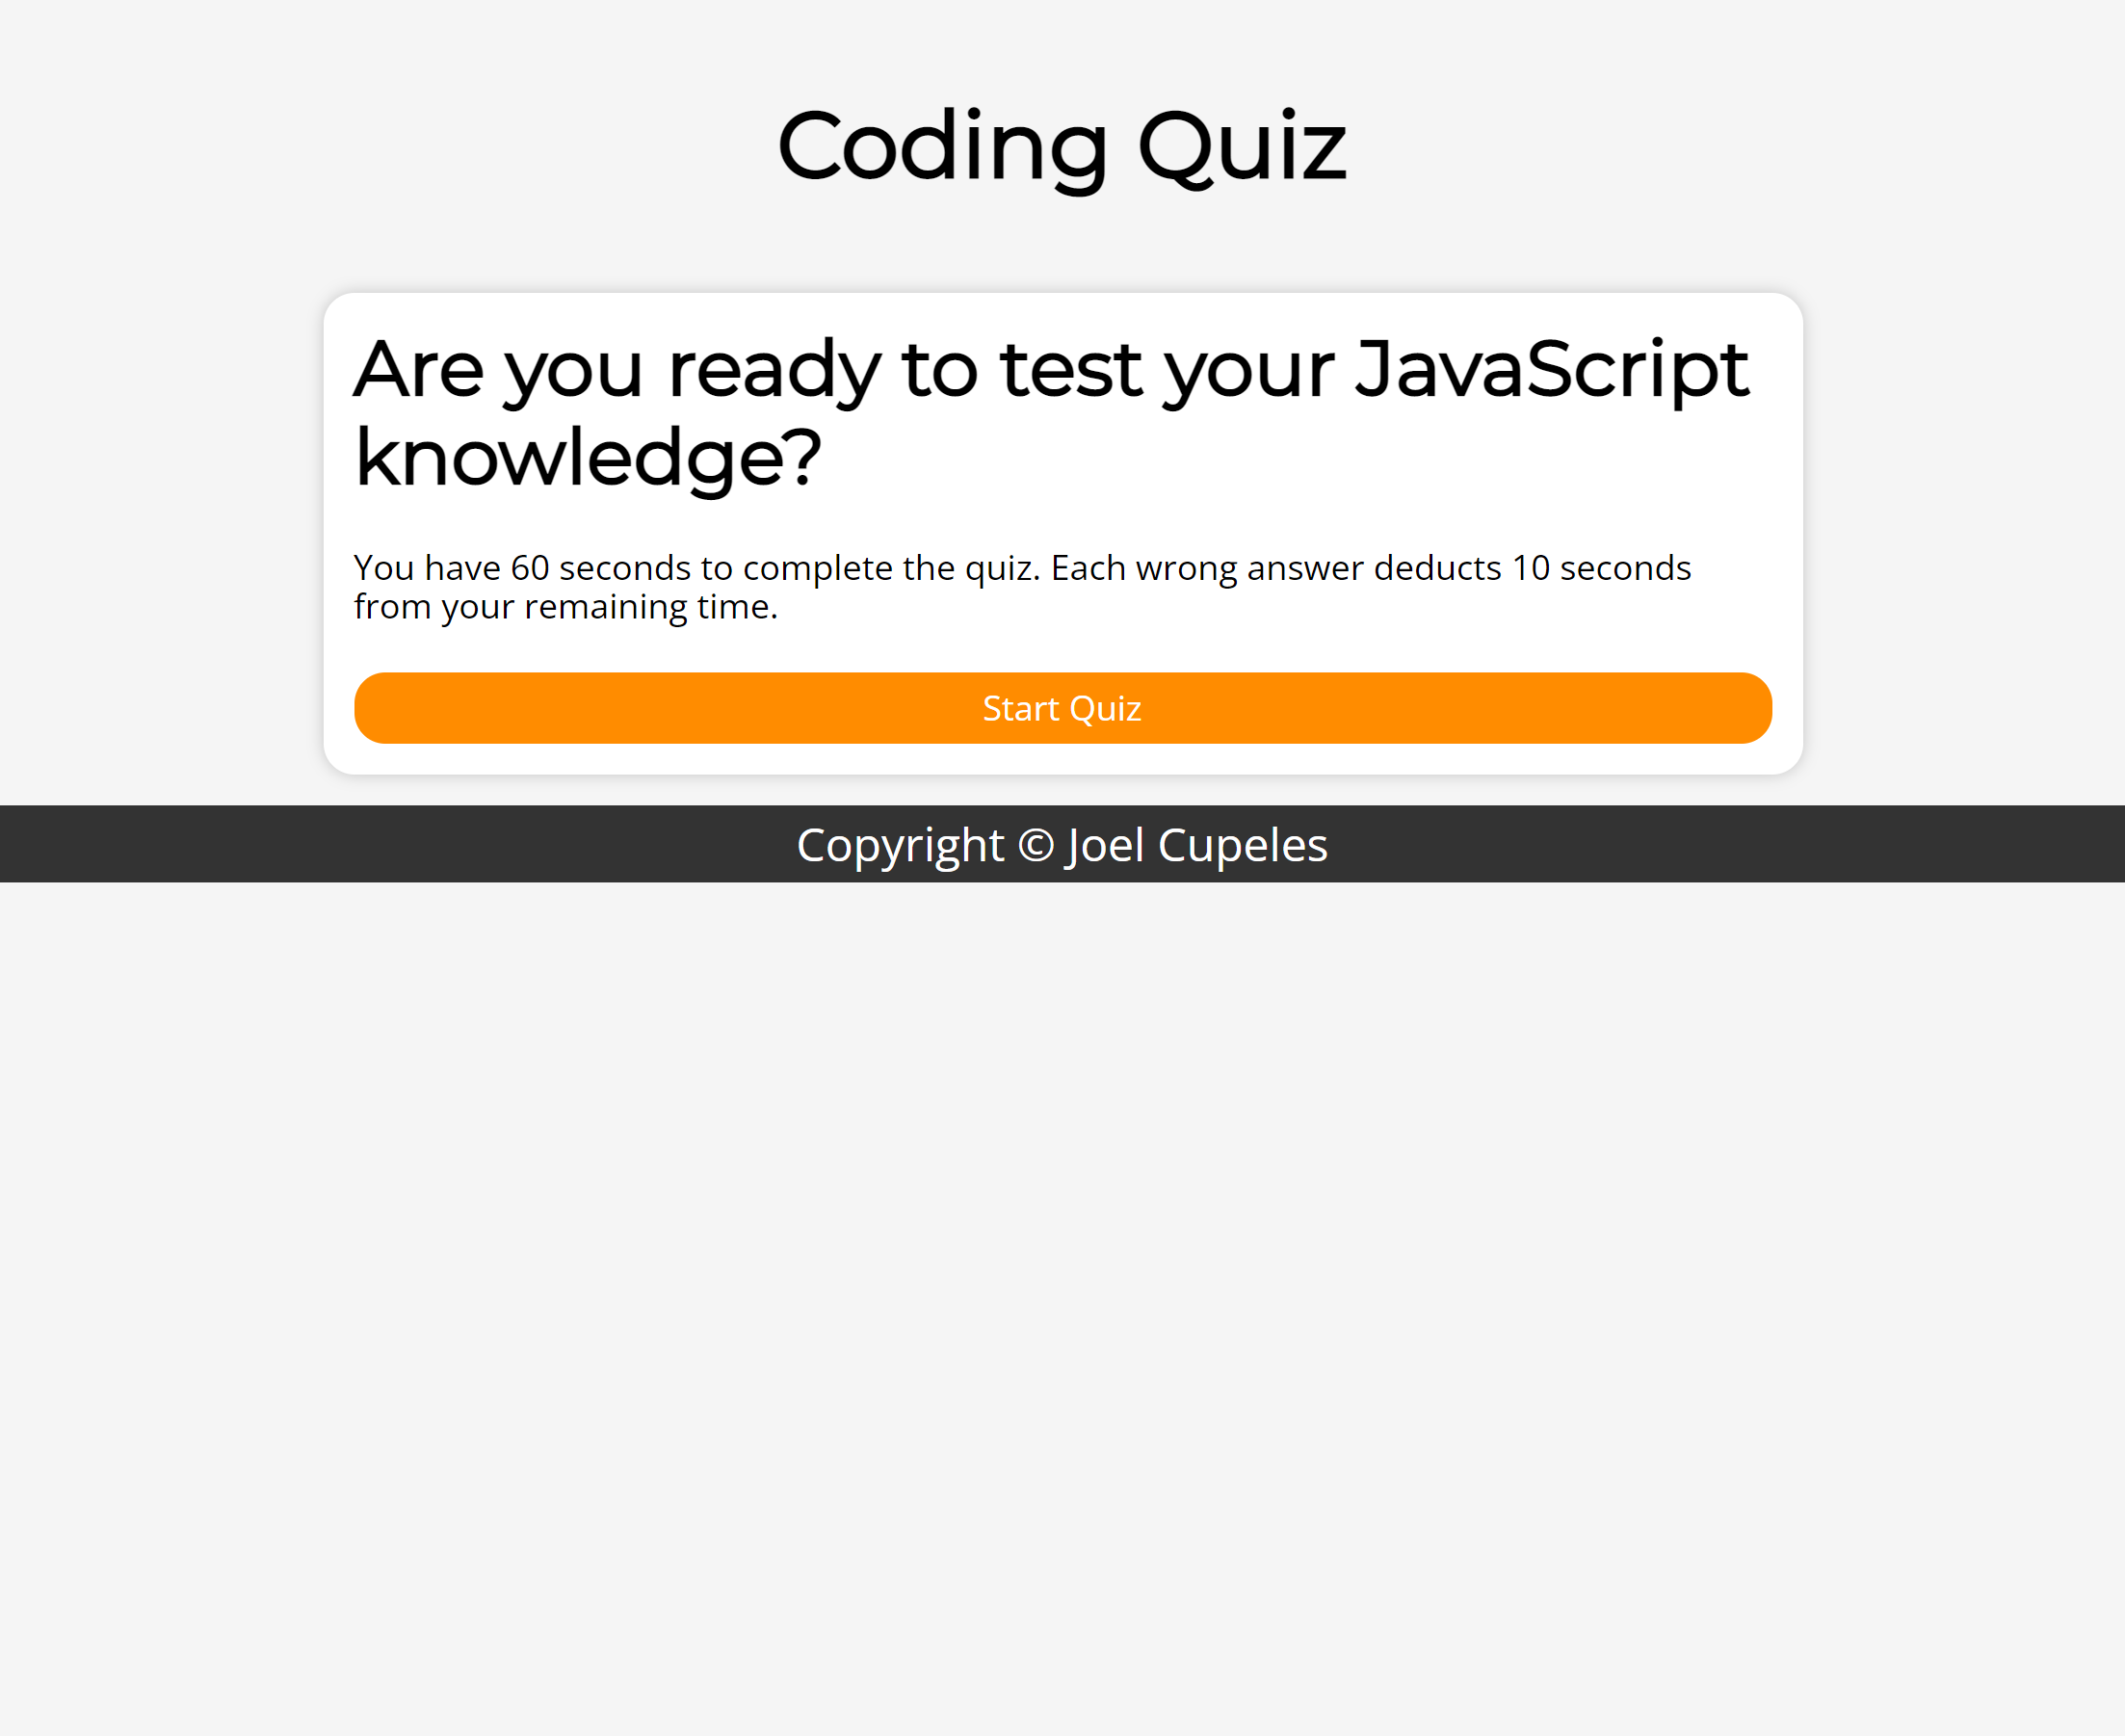 Coding Quiz
Are you ready to test your JavaScript
knowledge?
You have 60 seconds to complete the quiz. Each wrong answer deducts 10 seconds
from your remaining time.
Start Quiz
Copyright © Joel Cupeles